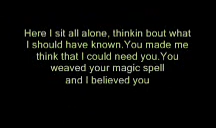 Here I sit all alone, thinkin bout what
I should have known.You made me
think that I could need you.You
weaved your magic spell
and I believed you